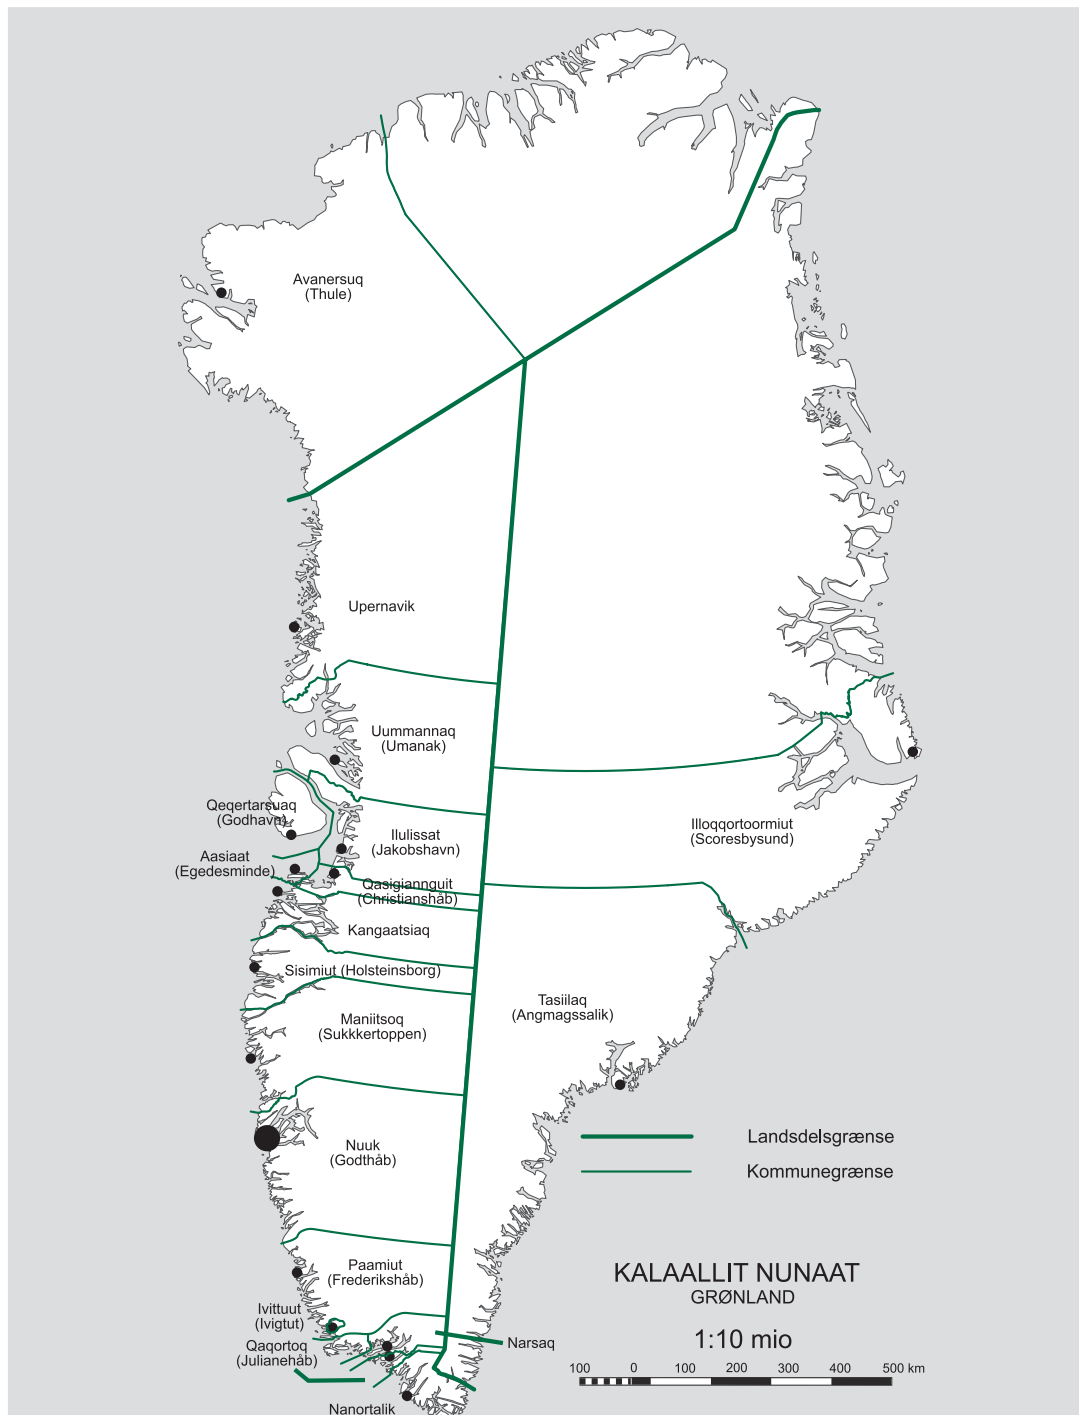 Avanersuq
(Thule)
Upernavik
Uummannaq
(Umanak)
Qeqertarsuaq
(Godhavn)
Illoqqortoormiut
(Scoresbysund)
Ilulissat
(Jakobshavn)
Aasiaat
(Egedesminde)
Qasigiannguit
(Christianshåb)
Kangaatsiaq
Sisimiut (Holsteinsborg)
Tasiilaq
(Angmagssalik)
Maniitsoq
(Sukkkertoppen)
Landsdelsgrænse
Nuuk
(Godthåb)
Kommunegrænse
Paamiut
(Frederikshåb)
KALAALLIT NUNAAT
GRØNLAND
Ivittuut
(Ivigtut)
1:10 mio
Narsaq
Qaqortoq
(Julianehåb)
100 0 100 200 300 400 500 km
Nanortalik